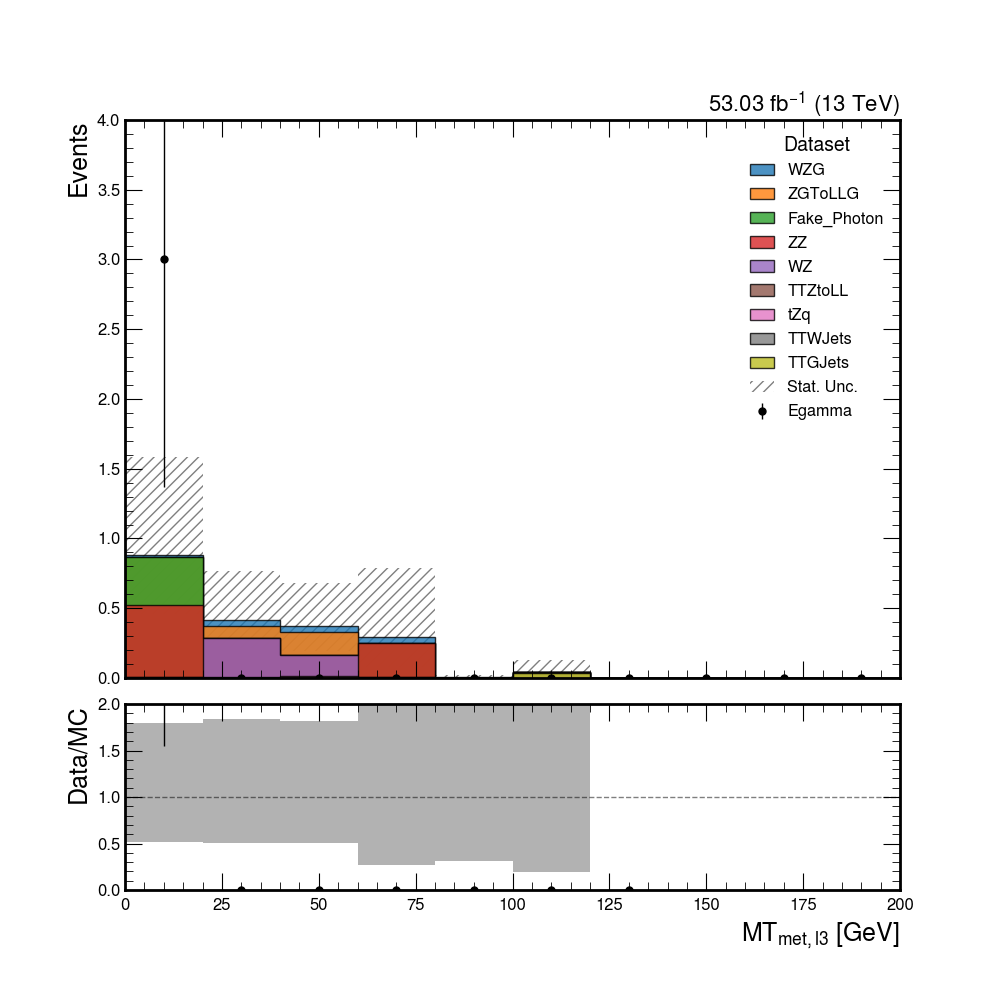 53.03 fb⁻¹ (13 TeV)
Events
4.0
3.5
3.0
2.5
2.0
1.5
1.0
0.5
0.0
Dataset
WZG
ZGToLLG
Fake_Photon
ZZ
WZ
TTZtoLL
tZq
TTWJets
TTGJets
Stat. Unc.
Egamma
Data/MC
2.0
1.5
1.0
0.5
0.0
0 25 50 75 100 125 150 175 200
MT_met, l3 [GeV]